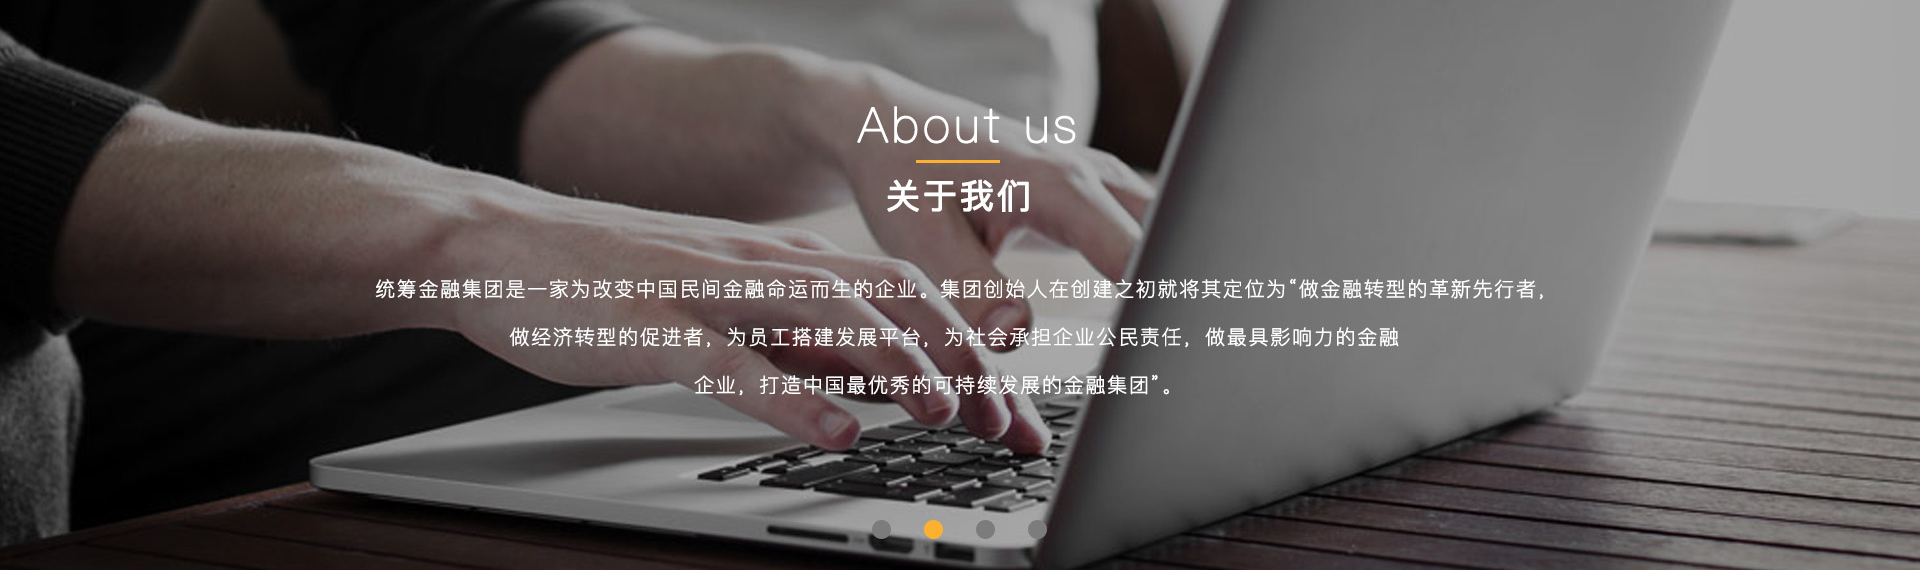 About us
关于我们
统筹金融集团是一家为改变中国民间金融命运而生的企业。集团创始人在创建之初就将其定位为“做金融转型的革新先行者，
做经济转型的促进者，为员工搭建发展平台，为社会承担企业公民责任，做最具影响力的金融
企业，打造中国最优秀的可持续发展的金融集团”。